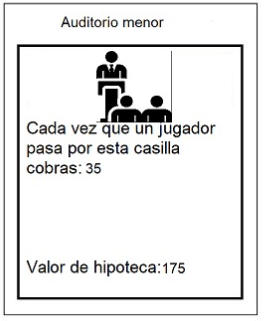 Auditorio menor
Cada vez que un jugador
pasa por esta casilla
cobras: 35
Valor de hipoteca:175